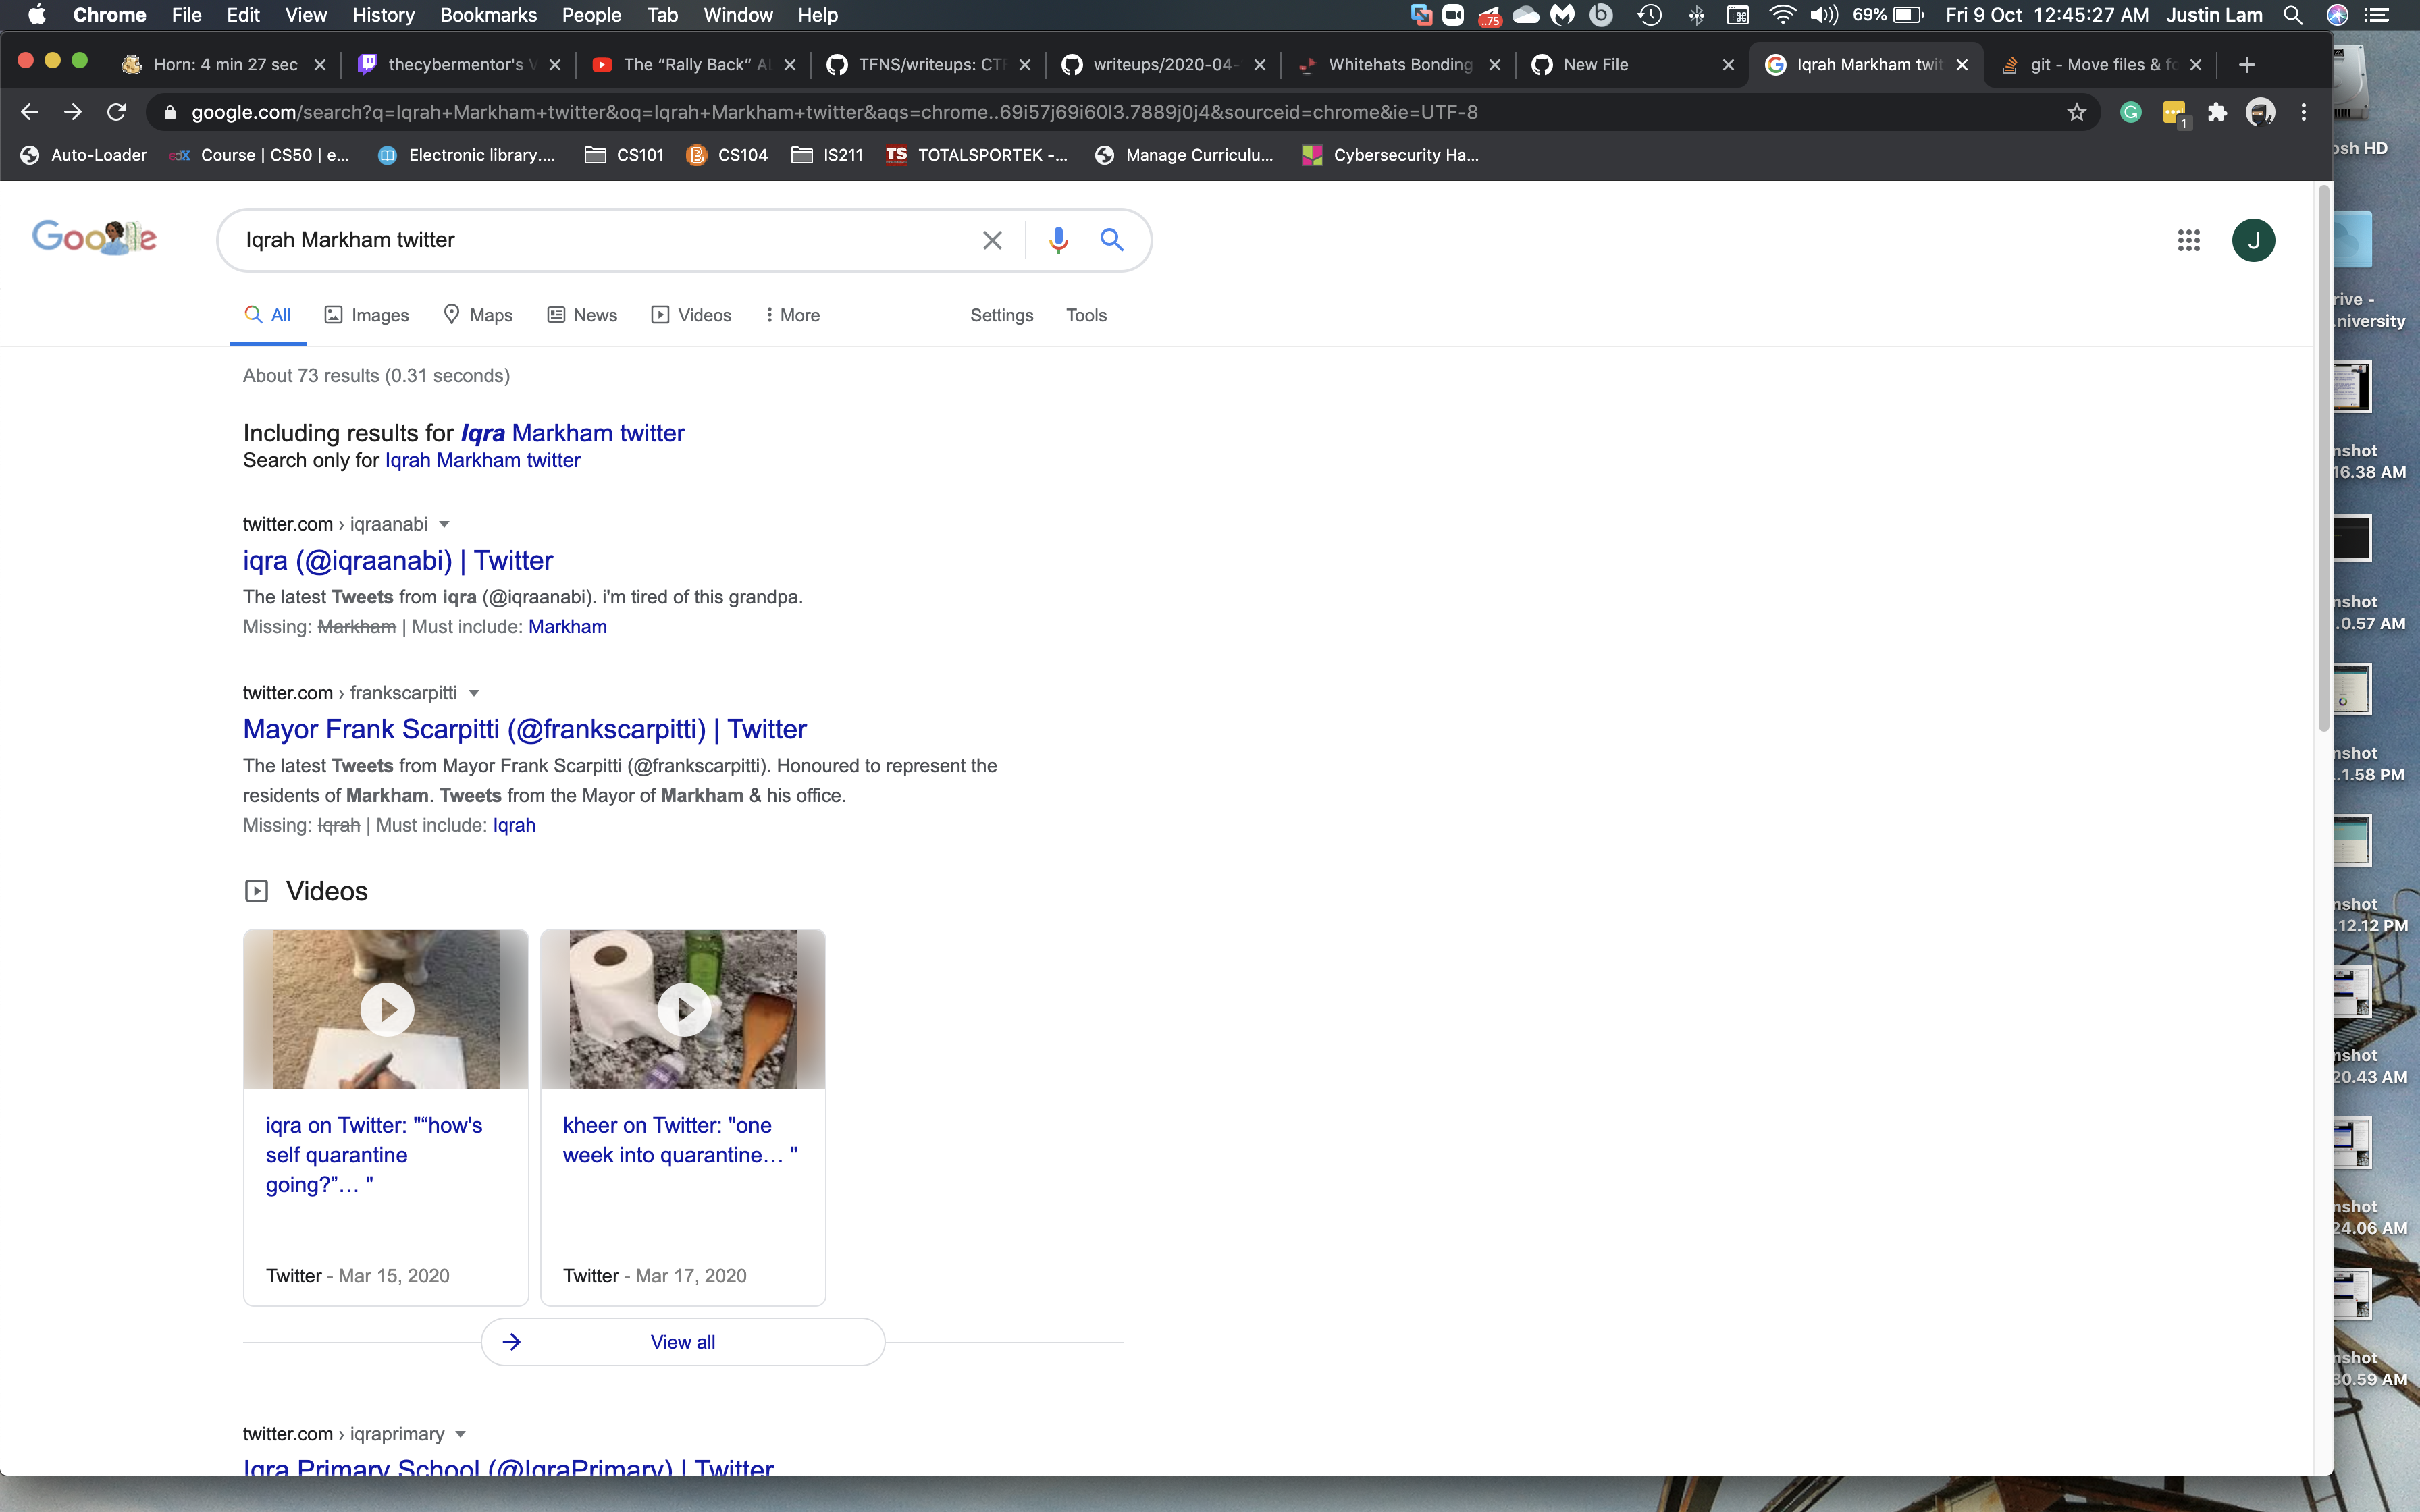 Chrome File Edit View History Bookmarks People Tab Window Help 69% Fri 9 Oct 12:45:27 AM Justin Lam
Horn: 4 min 27 sec thecybermentor's The “Rally Back” TFNS/writeups: CT writeups/2020-04- Whitehats Bonding New File Iqrah Markham twit git - Move files &
google.com/search?q=Iqrah+Markham+twitter&oq=Iqrah+Markham+twitter&aqs=chrome..69i57j69i60l3.7889j0j4&sourceid=chrome&ie=UTF-8
Auto-Loader Course | CS50 | e... Electronic library.... CS101 CS104 IS211 TOTALSPORTEK -... Manage Curriculu... Cybersecurity Ha...
Google
Iqrah Markham twitter
J
All Images Maps News Videos More Settings Tools
About 73 results (0.31 seconds)
Including results for Iqra Markham twitter
Search only for Iqrah Markham twitter
twitter.com › iqraanabi
iqra (@iqraanabi) | Twitter
The latest Tweets from iqra (@iqraanabi). i'm tired of this grandpa.
Missing: Markham | Must include: Markham
twitter.com › frankscarpitti
Mayor Frank Scarpitti (@frankscarpitti) | Twitter
The latest Tweets from Mayor Frank Scarpitti (@frankscarpitti). Honoured to represent the
residents of Markham. Tweets from the Mayor of Markham & his office.
Missing: Iqrah | Must include: Iqrah
Videos
iqra on Twitter: "“how's
self quarantine
going?”… "
Twitter - Mar 15, 2020
kheer on Twitter: "one
week into quarantine… "
Twitter - Mar 17, 2020
View all
twitter.com › iqraprimary
Iqra Primary School (@IqraPrimary) | Twitter
osh HD
rive -
niversity
nshot
16.38 AM
nshot
.0.57 AM
nshot
.1.58 PM
nshot
.12.12 PM
nshot
20.43 AM
nshot
24.06 AM
nshot
30.59 AM